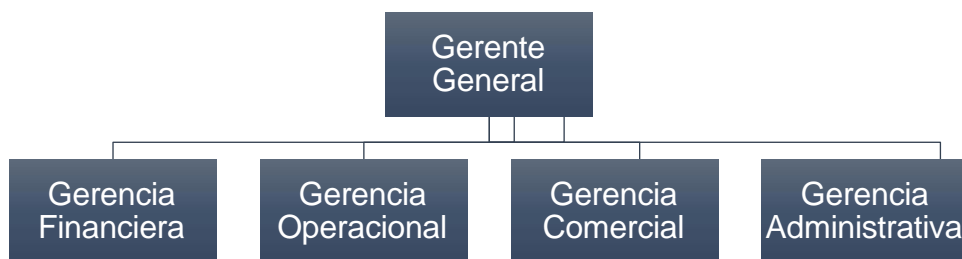 Gerente
General
Gerencia
Financiera
Gerencia
Operacional
Gerencia
Comercial
Gerencia
Administrativa